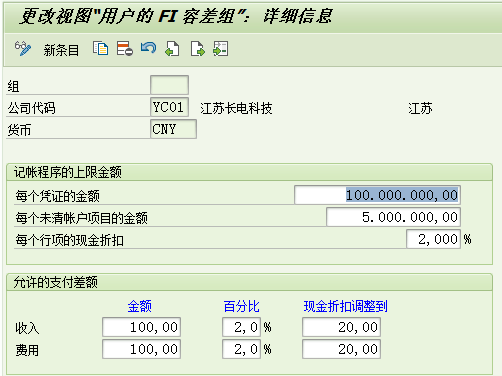 更改视图“用户的 FI 容差组”：详细信息
新条目
组
公司代码 YC01 江苏长电科技 江苏
货币 CNY
记帐程序的上限金额
每个凭证的金额 100.000.000,00
每个未清帐户项目的金额 5.000.000,00
每个行项的现金折扣 2,000 %
允许的支付差额
金额 百分比 现金折扣调整到
收入 100,00 2,0 % 20,00
费用 100,00 2,0 % 20,00